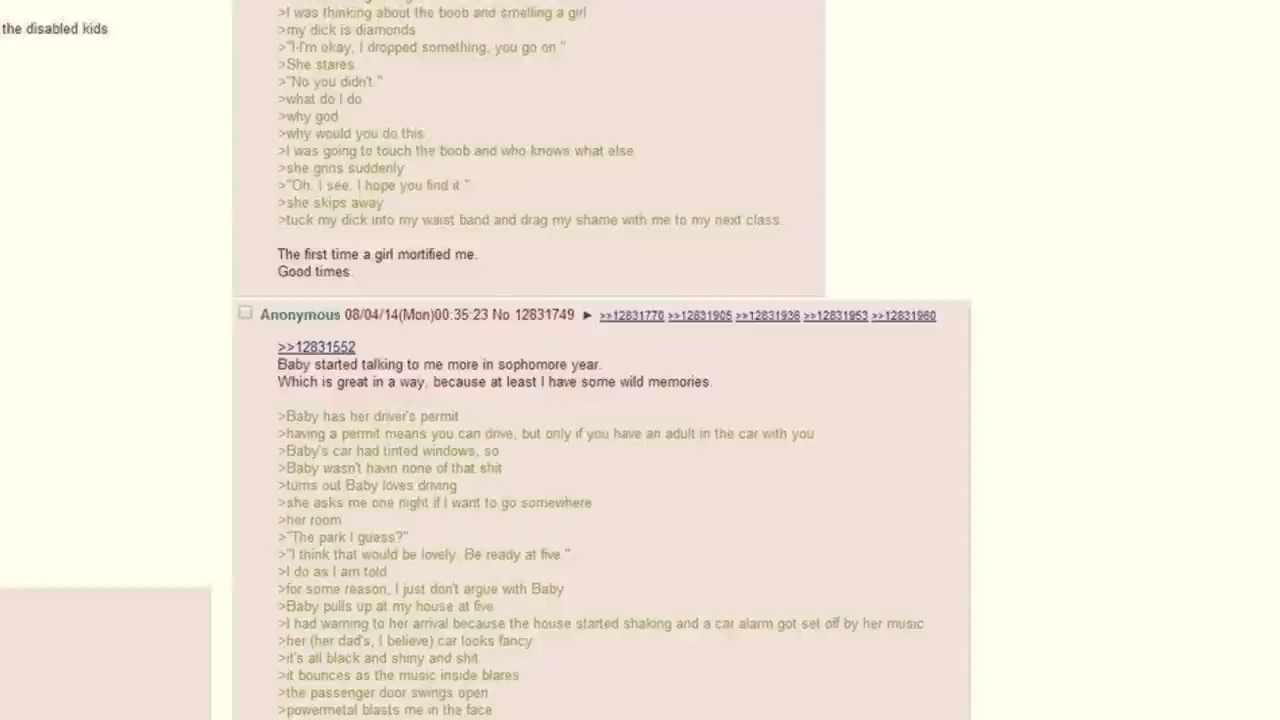 the disabled kids
>I was thinking about the boob and smelling a girl
>my dick is diamonds
>"I-I'm okay, I dropped something, you go on."
>She stares.
>"No you didn't."
>what do I do
>why god
>why would you do this
>I was going to touch the boob and who knows what else
>she grins suddenly
>"Oh. I see. I hope you find it."
>she skips away
>tuck my dick into my waist band and drag my shame with me to my next class.
The first time a girl mortified me.
Good times.
Anonymous 08/04/14(Mon)00:35:23 No.12831749 ► >>12831770 >>12831905 >>12831936 >>12831953 >>12831960
>>12831552
Baby started talking to me more in sophomore year.
Which is great in a way, because at least I have some wild memories.
>Baby has her driver's permit
>having a permit means you can drive, but only if you have an adult in the car with you
>Baby's car had tinted windows, so
>Baby wasn't havin none of that shit
>turns out Baby loves driving
>she asks me one night if I want to go somewhere
>her room
>"The park I guess?"
>"I think that would be lovely. Be ready at five."
>I do as I am told
>for some reason, I just don't argue with Baby
>Baby pulls up at my house at five
>I had warning to her arrival because the house started shaking and a car alarm got set off by her music
>her (her dad's, I believe) car looks fancy
>it's all black and shiny and shit
>it bounces as the music inside blares
>the passenger door swings open
>powermetal blasts me in the face